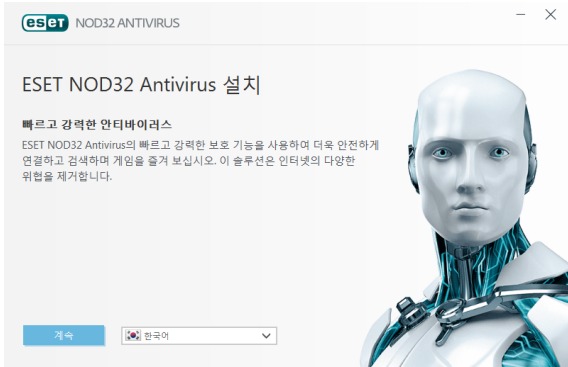 eset NOD32 ANTIVIRUS
ESET NOD32 Antivirus 설치
빠르고 강력한 안티바이러스
ESET NOD32 Antivirus의 빠르고 강력한 보호 기능을 사용하여 더욱 안전하게
연결하고 검색하며 게임을 즐겨 보십시오. 이 솔루션은 인터넷의 다양한
위협을 제거합니다.
계속 한국어